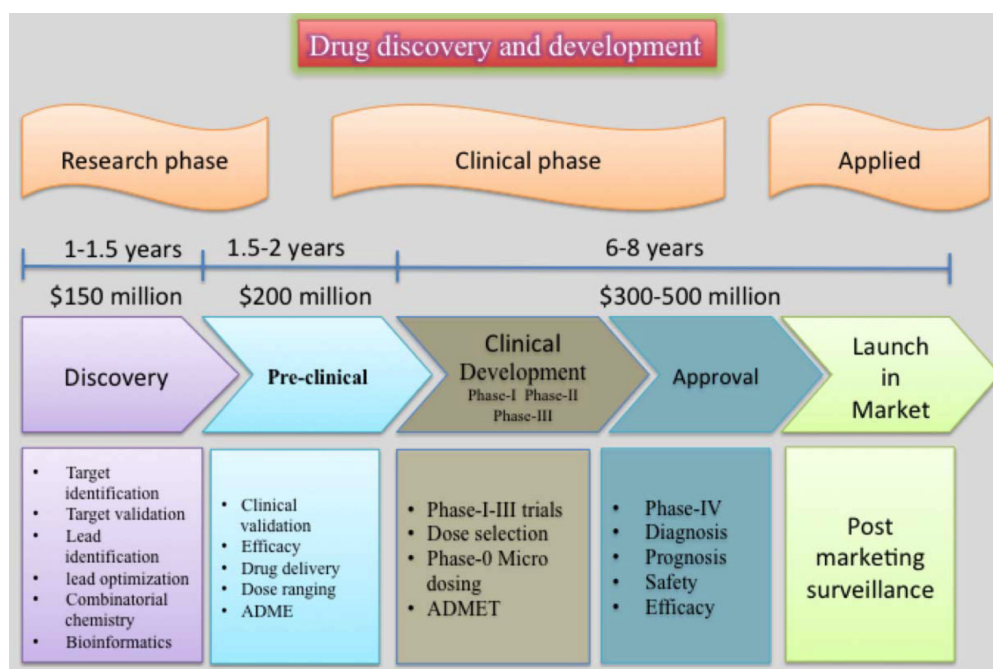 Drug discovery and development
Research phase
Clinical phase
Applied
1-1.5 years
1.5-2 years
6-8 years
$150 million
$200 million
$300-500 million
Discovery
Pre-clinical
Clinical
Development
Phase-I Phase-II
Phase-III
Approval
Launch
in
Market
• Target
identification
• Target validation
• Lead
identification
• lead optimization
• Combinatorial
chemistry
• Bioinformatics
• Clinical
validation
• Efficacy
• Drug delivery
• Dose ranging
• ADME
• Phase-I-III trials
• Dose selection
• Phase-0 Micro
dosing
• ADMET
• Phase-IV
• Diagnosis
• Prognosis
• Safety
• Efficacy
Post
marketing
surveillance